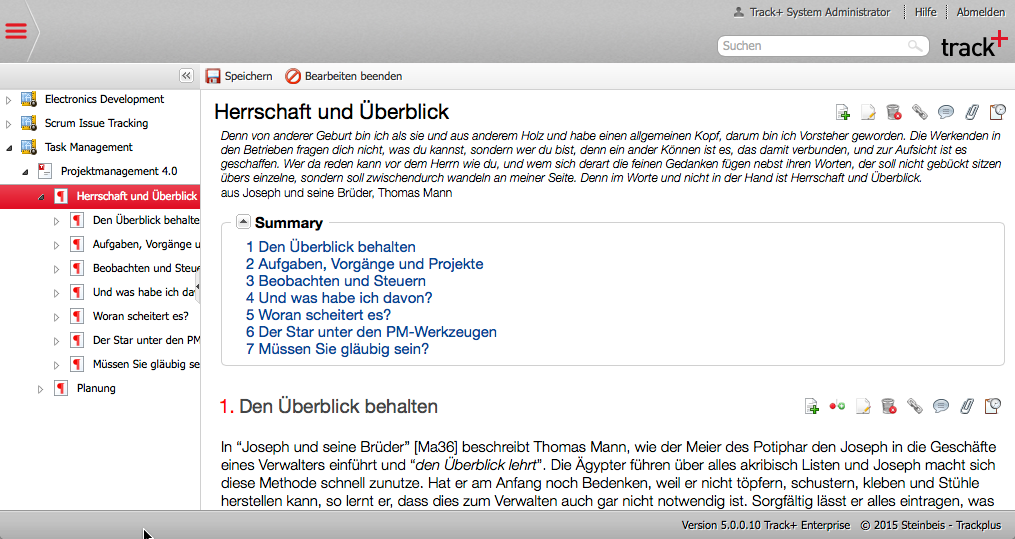 Track+ System Administrator Hilfe Abmelden
Suchen
track+
Speichern Bearbeiten beenden
Electronics Development
Scrum Issue Tracking
Task Management
Projektmanagement 4.0
Herrschaft und Überblick
Den Überblick behalte
Aufgaben, Vorgänge u
Beobachten und Steue
Und was habe ich da
Woran scheitert es?
Der Star unter den PM
Müssen Sie gläubig se
Planung
Herrschaft und Überblick
Denn von anderer Geburt bin ich als sie und aus anderem Holz und habe einen allgemeinen Kopf, darum bin ich Vorsteher geworden. Die Werkenden in
den Betrieben fragen dich nicht, was du kannst, sondern wer du bist, denn ein ander Können ist es, das damit verbunden, und zur Aufsicht ist es
geschaffen. Wer da reden kann vor dem Herrn wie du, und wem sich derart die feinen Gedanken fügen nebst ihren Worten, der soll nicht gebückt sitzen
übers einzelne, sondern soll zwischendurch wandeln an meiner Seite. Denn im Worte und nicht in der Hand ist Herrschaft und Überblick.
aus Joseph und seine Brüder, Thomas Mann
Summary
1 Den Überblick behalten
2 Aufgaben, Vorgänge und Projekte
3 Beobachten und Steuern
4 Und was habe ich davon?
5 Woran scheitert es?
6 Der Star unter den PM-Werkzeugen
7 Müssen Sie gläubig sein?
1. Den Überblick behalten
In “Joseph und seine Brüder” [Ma36] beschreibt Thomas Mann, wie der Meier des Potiphar den Joseph in die Geschäfte
eines Verwalters einführt und “den Überblick lehrt”. Die Ägypter führen über alles akribisch Listen und Joseph macht sich
diese Methode schnell zunutze. Hat er am Anfang noch Bedenken, weil er nicht töpfern, schustern, kleben und Stühle
herstellen kann, so lernt er, dass dies zum Verwalten auch gar nicht notwendig ist. Sorgfältig lässt er alles eintragen, was
Version 5.0.0.10 Track+ Enterprise © 2015 Steinbeis - Trackplus